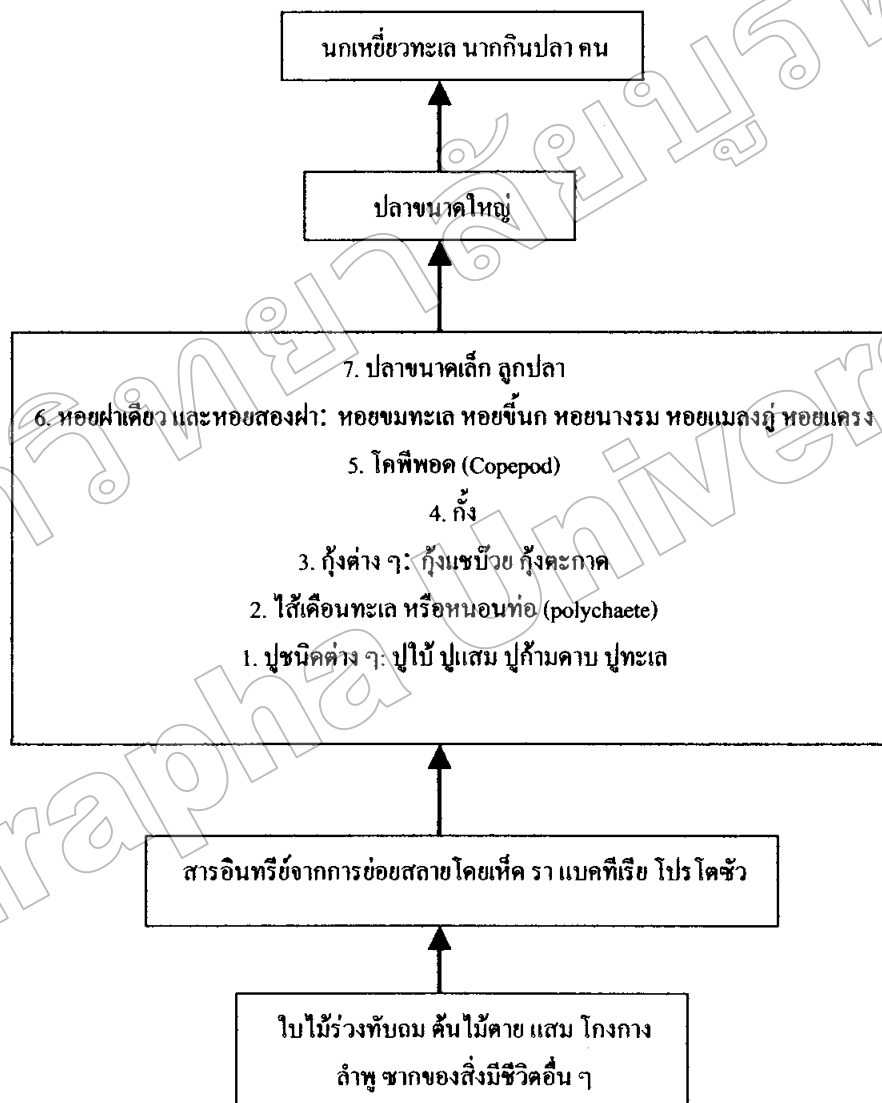 นกเหยี่ยวทะเล นากกินปลา คน
ปลาขนาดใหญ่
7. ปลาขนาดเล็ก ลูกปลา
6. หอยฝาเดียว และหอยสองฝา: หอยขมทะเล หอยขี้นก หอยนางรม หอยแมลงภู่ หอยแครง
5. โคพีพอด (Copepod)
4. กั้ง
3. กุ้งต่าง ๆ: กุ้งแชบ๊วย กุ้งตะกาด
2. ไส้เดือนทะเล หรือหนอนท่อ (polychaete)
1. ปูชนิดต่าง ๆ: ปูใบ้ ปูแสม ปูก้ามดาบ ปูทะเล
สารอินทรีย์จากการย่อยสลายโดยเห็ด รา แบคทีเรีย โปรโตซัว
ใบไม้ร่วงทับถม ต้นไม้ตาย แสม โกงกาง
ลำพู ซากของสิ่งมีชีวิตอื่น ๆ